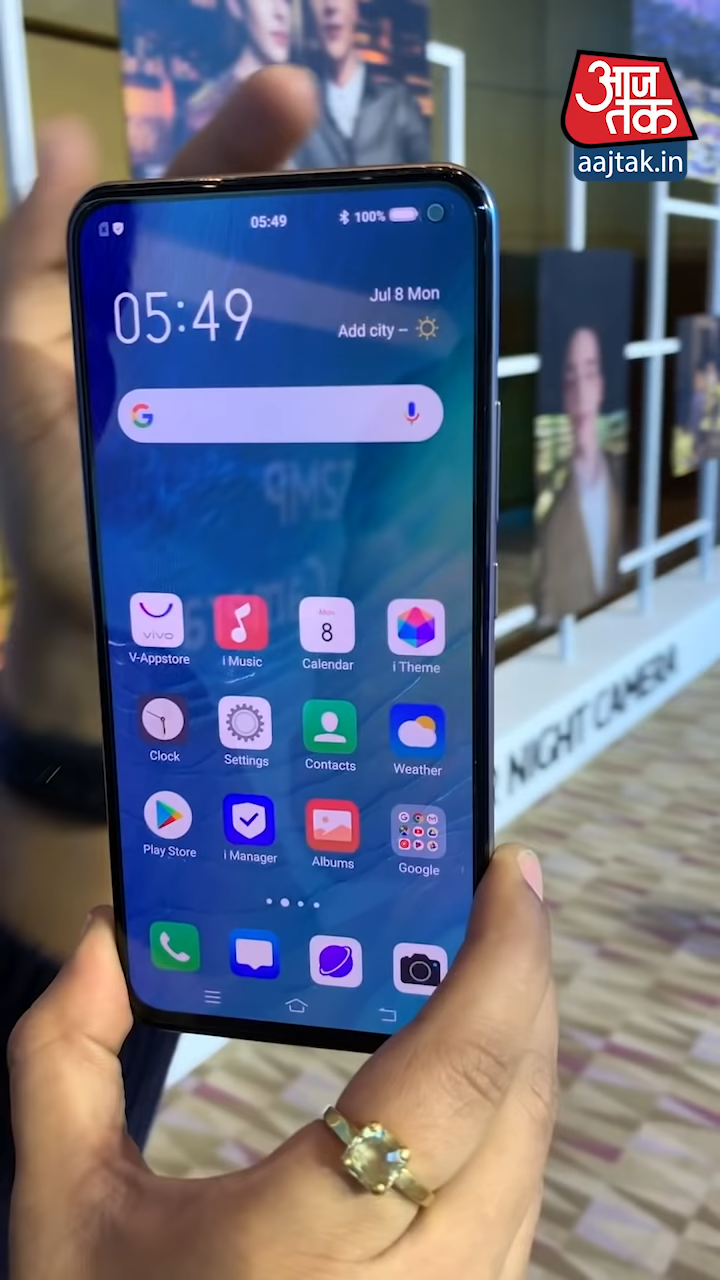 आज
तक
aajtak.in
05:49
100%
05:49
Jul 8 Mon
Add city –
vivo
V-Appstore
i Music
Mon
8
Calendar
i Theme
Clock
Settings
Contacts
Weather
Play Store
i Manager
Albums
Google
NIGHT CAMERA